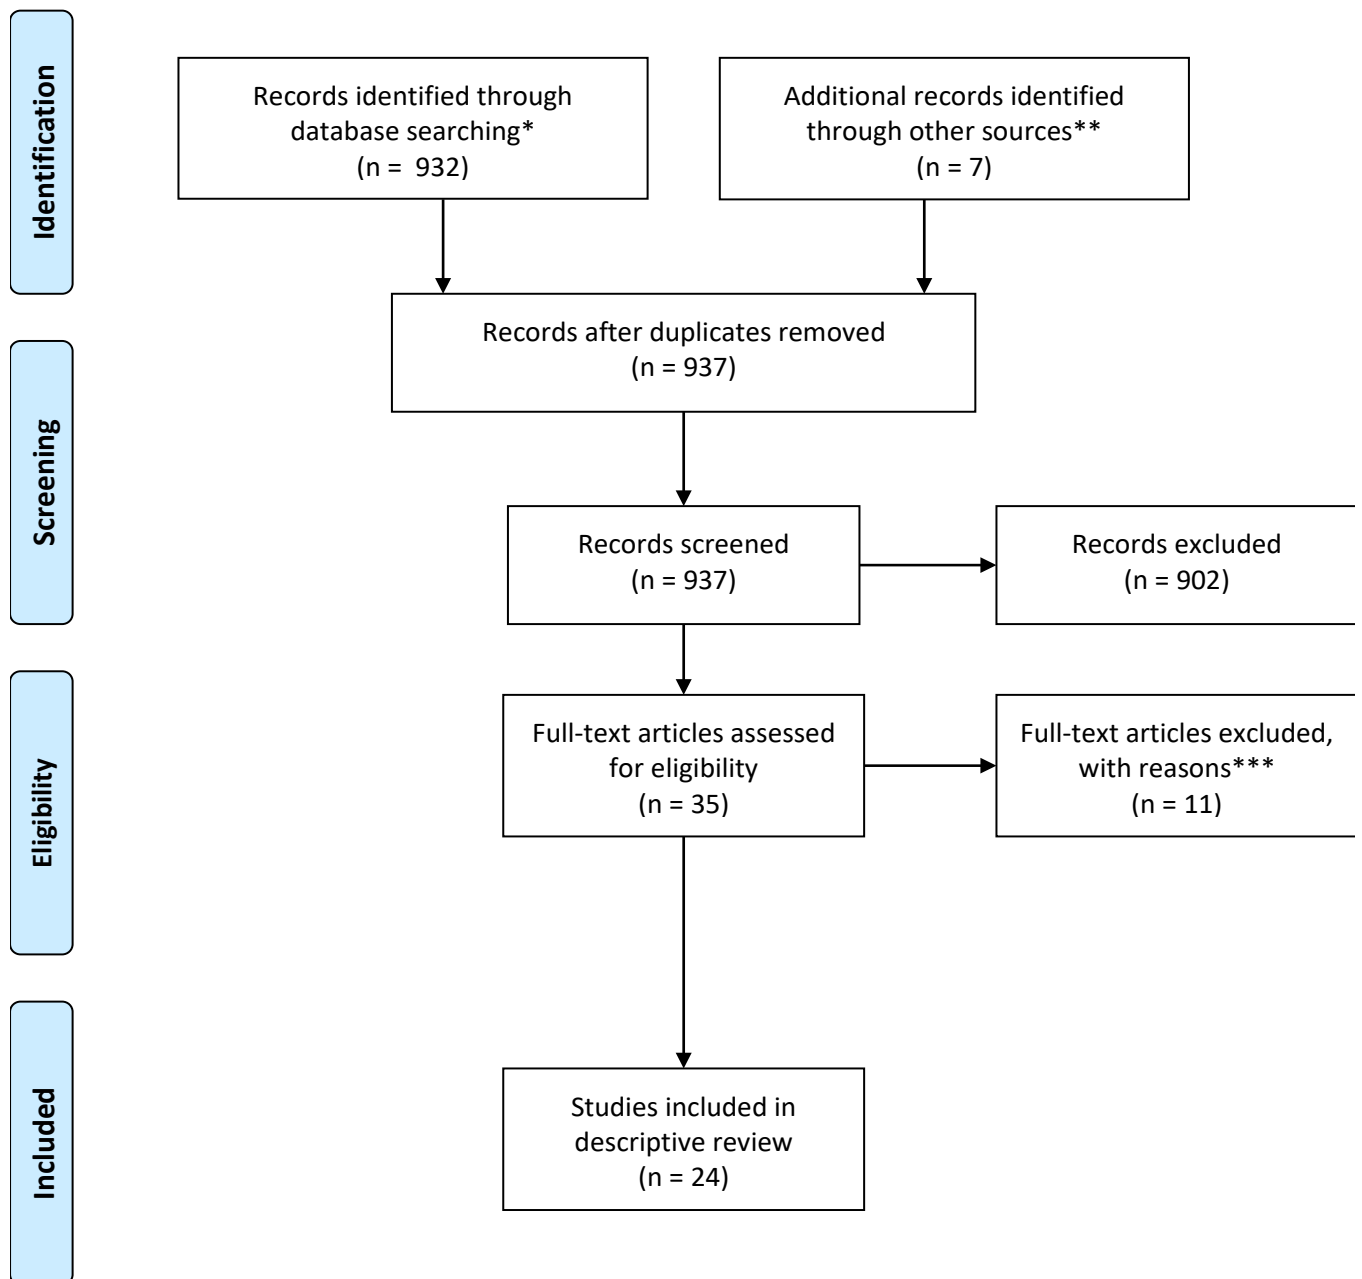 Identification
Records identified through
database searching*
(n =  932)
Additional records identified
through other sources**
(n = 7)
Records after duplicates removed
(n = 937)
Screening
Records screened
(n = 937)
Records excluded
(n = 902)
Eligibility
Full-text articles assessed
for eligibility
(n = 35)
Full-text articles excluded,
with reasons***
(n = 11)
Included
Studies included in
descriptive review
(n = 24)